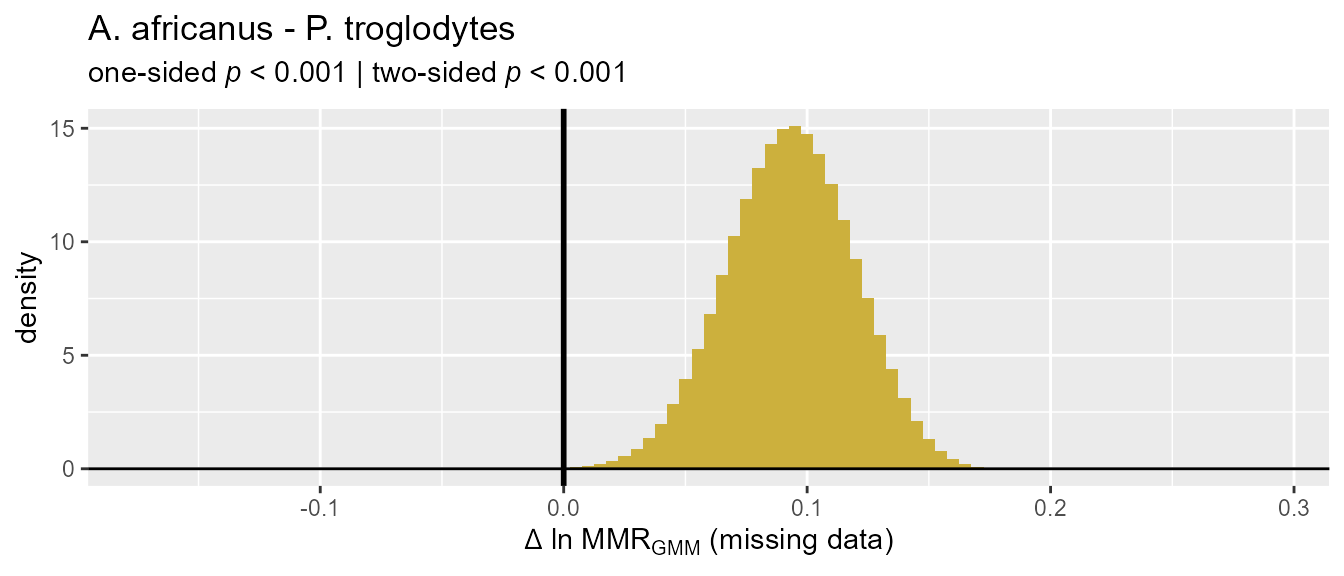 A. africanus - P. troglodytes
one-sided p < 0.001 | two-sided p < 0.001
density
15
10
5
0
-0.1 0.0 0.1 0.2 0.3
Δ ln MMRGMM (missing data)